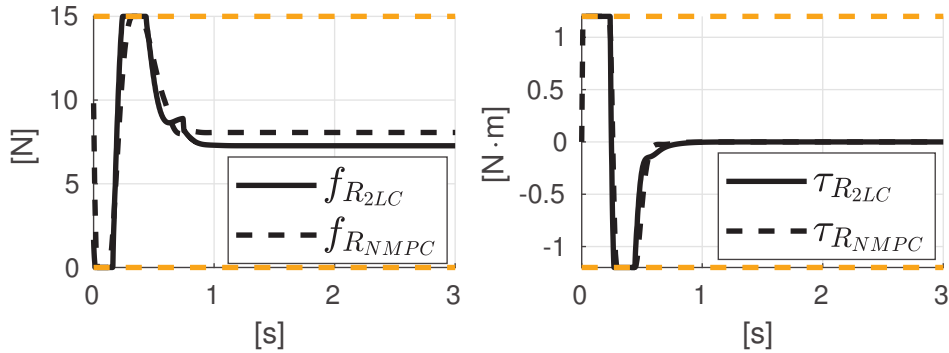 15
10
5
0
[N]
0
1
2
3
[s]
f_{R_{2LC}}
f_{R_{NMPC}}
1
0.5
0
-0.5
-1
[N·m]
0
1
2
3
[s]
τ_{R_{2LC}}
τ_{R_{NMPC}}